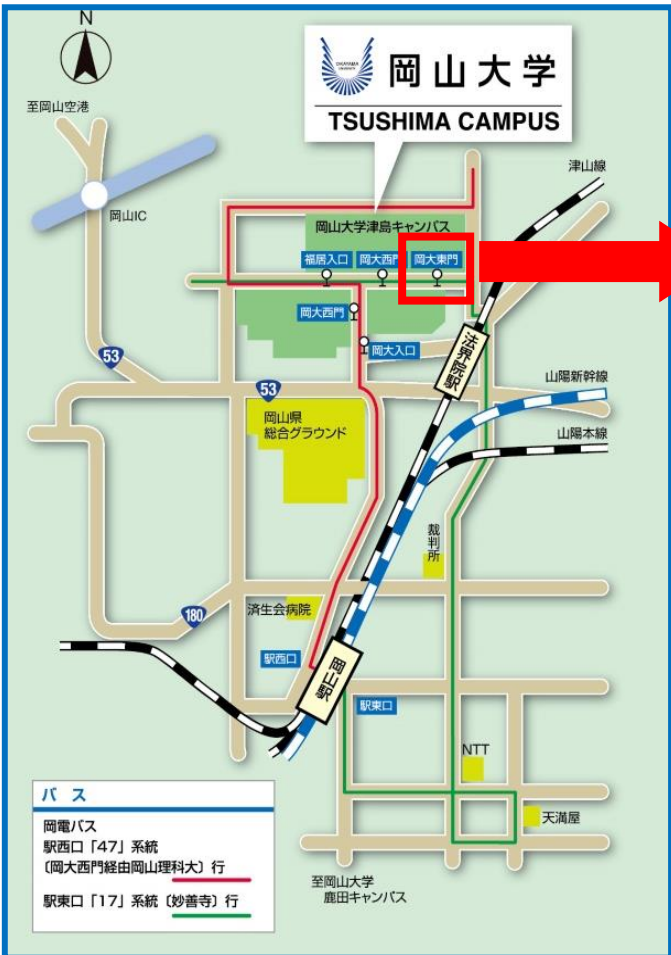 N
岡山大学
TSUSHIMA CAMPUS
至岡山空港
岡山IC
津山線
岡山大学津島キャンパス
福居入口
岡大西門
岡大東門
岡大西門
岡大入口
法界院駅
53
53
山陽新幹線
岡山県
総合グラウンド
山陽本線
裁判所
180
済生会病院
駅西口
岡山駅
駅東口
NTT
天満屋
バス
岡電バス
駅西口「47」系統
〔岡大西門経由岡山理科大〕行
駅東口「17」系統〔妙善寺〕行
至岡山大学
鹿田キャンパス